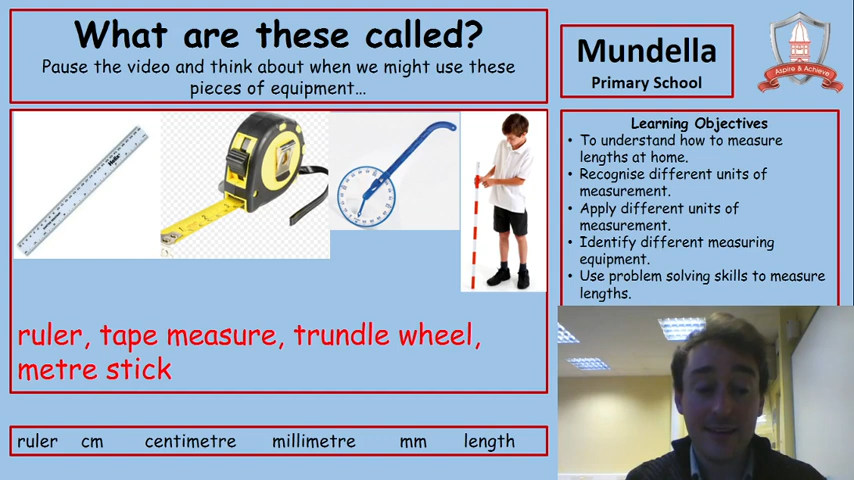 What are these called?
Pause the video and think about when we might use these
pieces of equipment…
Mundella
Primary School
Aspire & Achieve
Learning Objectives
• To understand how to measure
lengths at home.
• Recognise different units of
measurement.
• Apply different units of
measurement.
• Identify different measuring
equipment.
• Use problem solving skills to measure
lengths.
ruler, tape measure, trundle wheel,
metre stick
ruler cm centimetre millimetre mm length